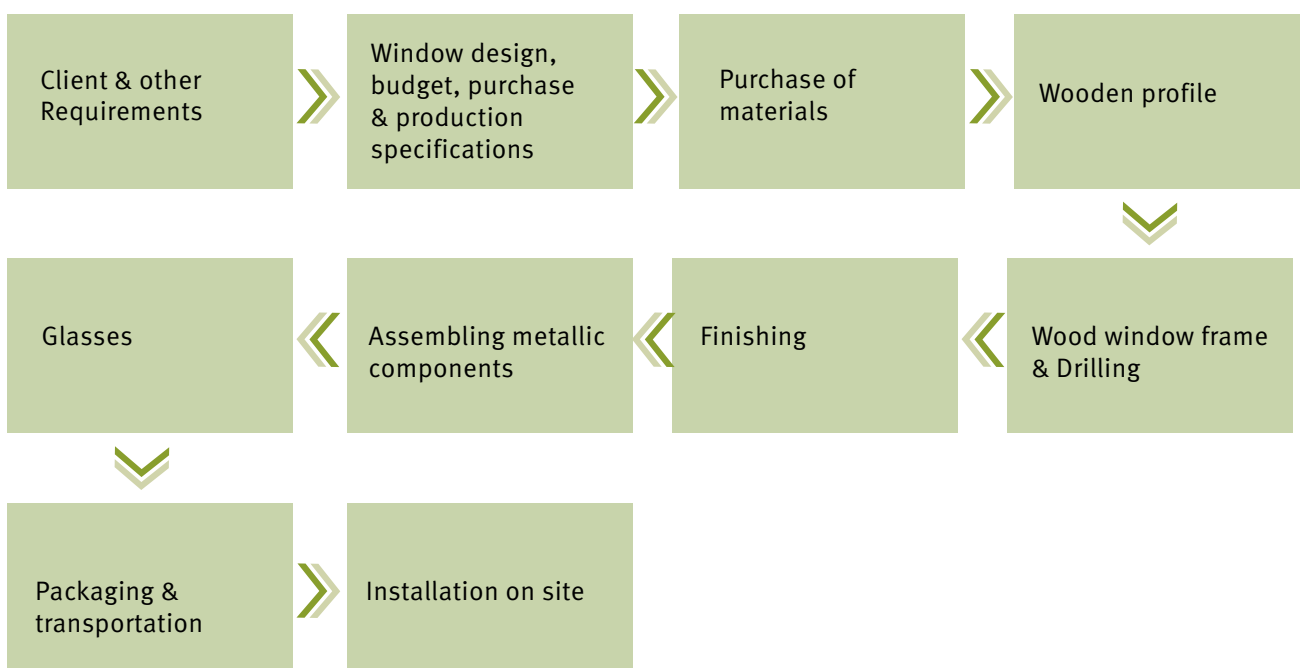 Client & other
Requirements
Window design,
budget, purchase
& production
specifications
Purchase of
materials
Wooden profile
Wood window frame
& Drilling
Finishing
Assembling metallic
components
Glasses
Packaging &
transportation
Installation on site